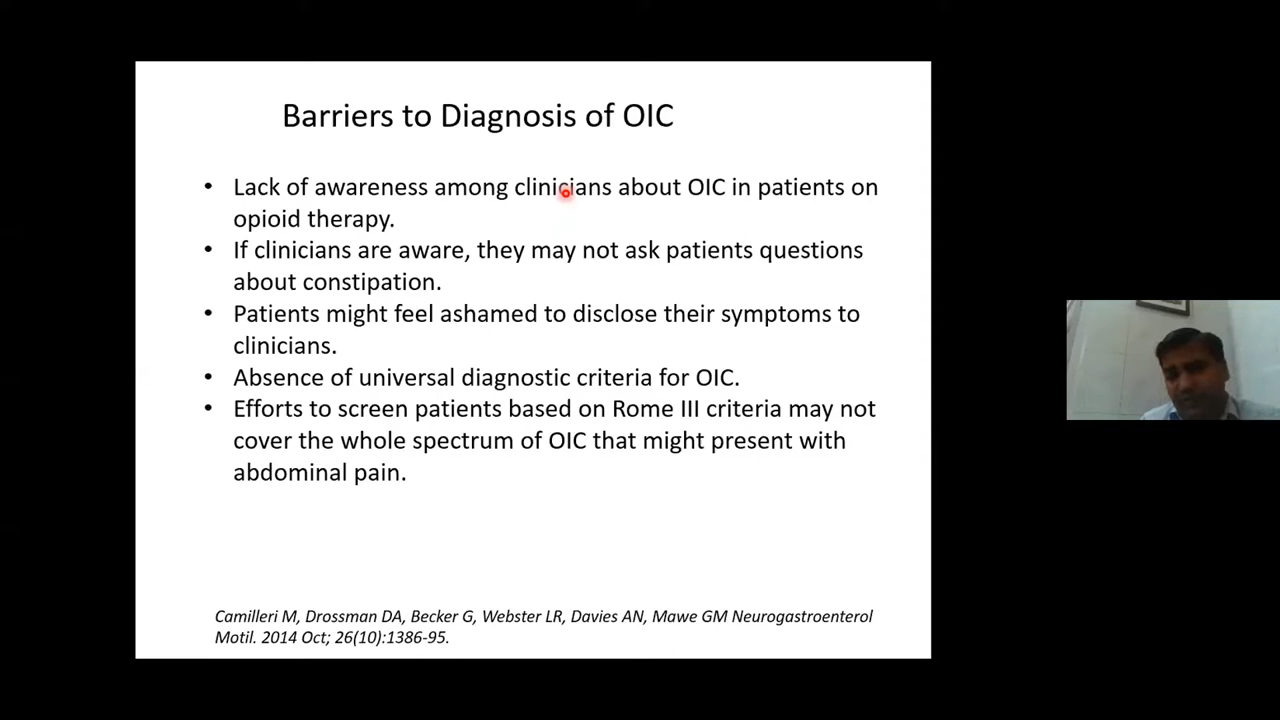 Barriers to Diagnosis of OIC
• Lack of awareness among clinicians about OIC in patients on
opioid therapy.
• If clinicians are aware, they may not ask patients questions
about constipation.
• Patients might feel ashamed to disclose their symptoms to
clinicians.
• Absence of universal diagnostic criteria for OIC.
• Efforts to screen patients based on Rome III criteria may not
cover the whole spectrum of OIC that might present with
abdominal pain.
Camilleri M, Drossman DA, Becker G, Webster LR, Davies AN, Mawe GM Neurogastroenterol
Motil. 2014 Oct; 26(10):1386-95.